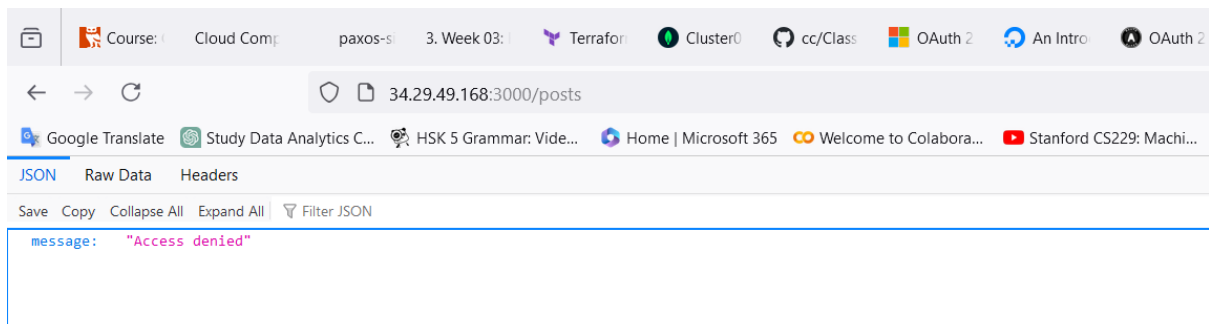 Course: Cloud Comp paxos-si 3. Week 03: Terraform Cluster0 cc/Class OAuth 2 An Intro OAuth 2
34.29.49.168:3000/posts
Google Translate Study Data Analytics C... HSK 5 Grammar: Vide... Home | Microsoft 365 Welcome to Colabora... Stanford CS229: Machi...
JSON Raw Data Headers
Save Copy Collapse All Expand All Filter JSON
message: "Access denied"